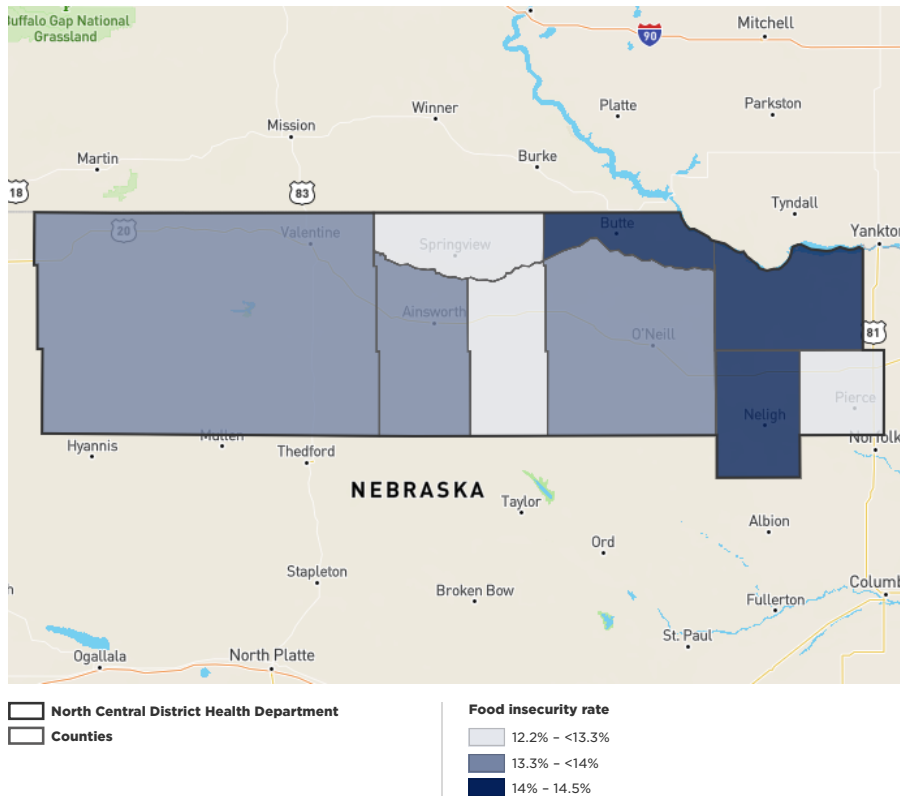 Buffalo Gap National
Grassland
Mitchell
90
Platte
Parkston
Winner
Mission
Burke
Martin
18
83
Tyndall
Butte
20
Valentine
Springview
Yankto
Ainsworth
O'Neill
81
Pierce
Neligh
Hyannis
Mullen
Thedford
Norfolk
NEBRASKA
Taylor
Albion
Ord
Stapleton
Broken Bow
h
Columb
Fullerton
St. Paul
Ogallala
North Platte
North Central District Health Department
Counties
Food insecurity rate
12.2% – <13.3%
13.3% – <14%
14% – 14.5%